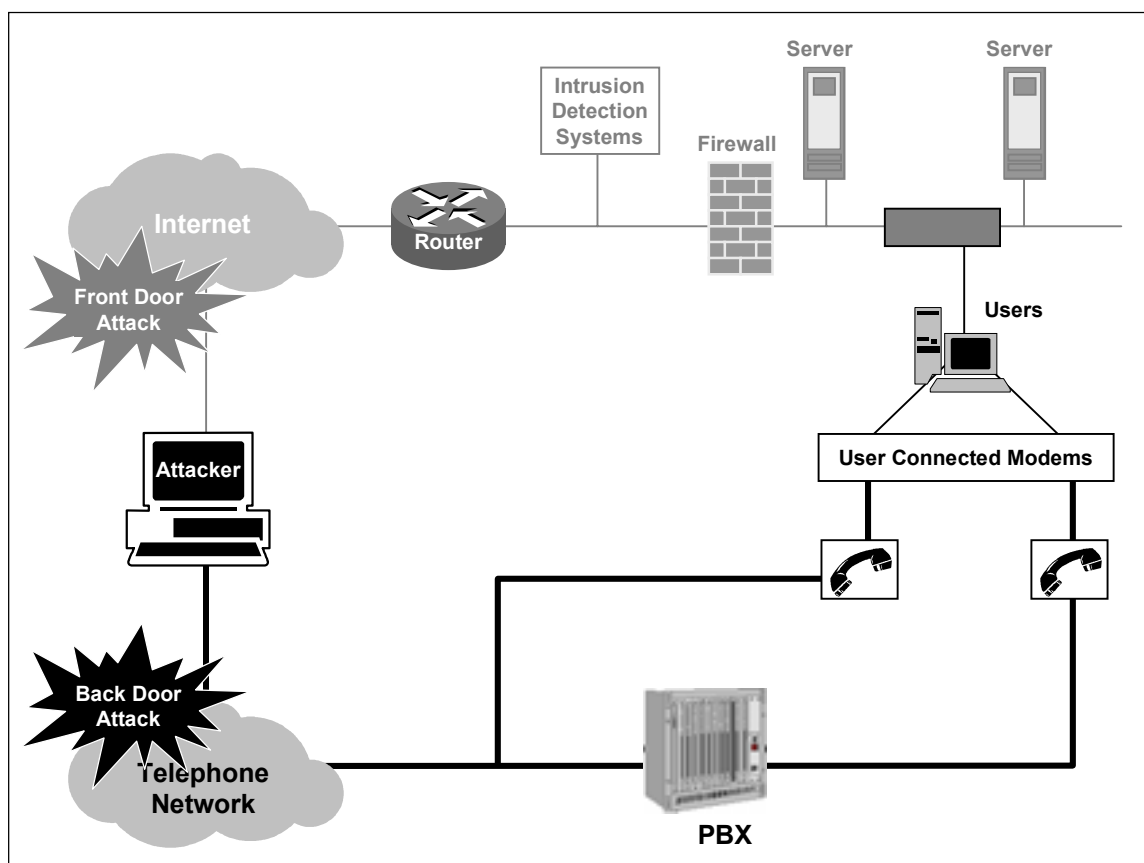 Server
Server
Intrusion
Detection
Systems
Firewall
Internet
Router
Front Door
Attack
Users
Attacker
User Connected Modems
Back Door
Attack
Telephone
Network
PBX